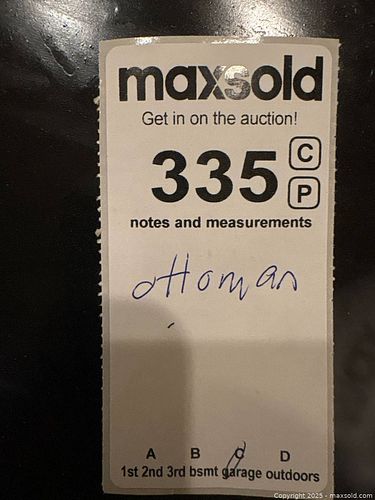 maxsold
Get in on the auction!
335 C
P
notes and measurements
ottoman
A B C D
1st 2nd 3rd bsmt garage outdoors
Copyright 2025 - maxsold.com